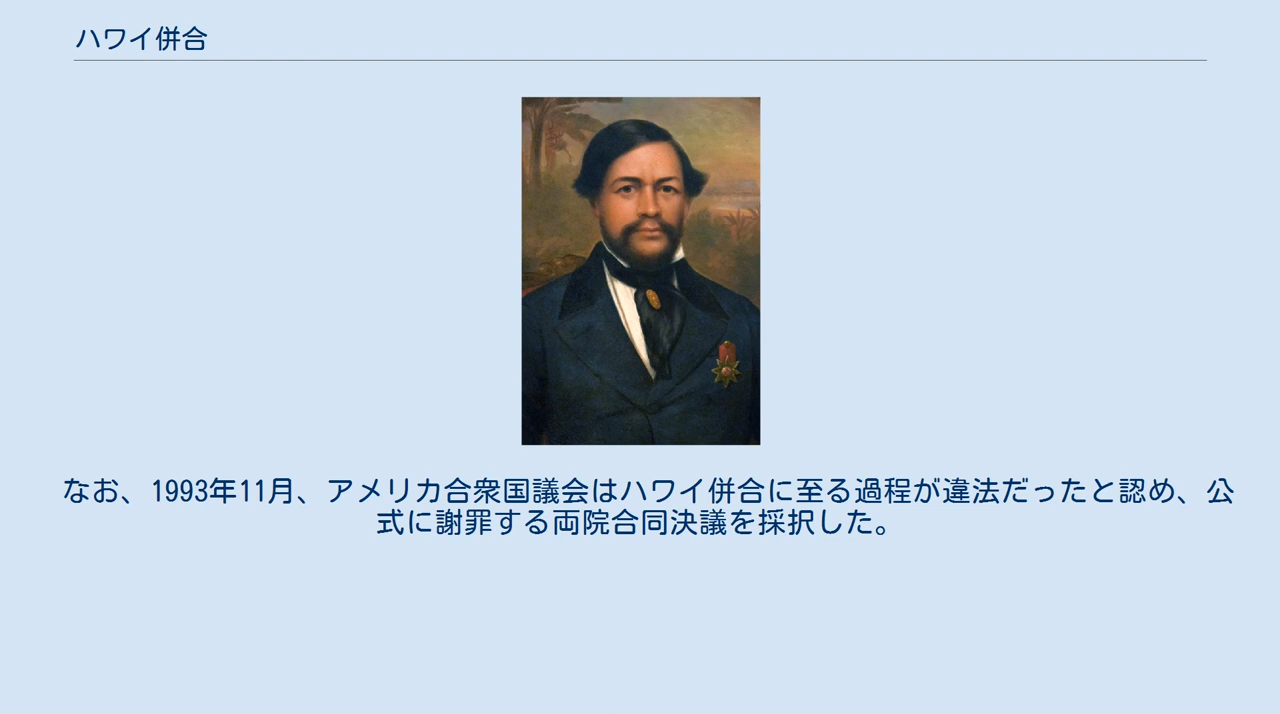 ハワイ併合
なお、1993年11月、アメリカ合衆国議会はハワイ併合に至る過程が違法だったと認め、公
式に謝罪する両院合同決議を採択した。